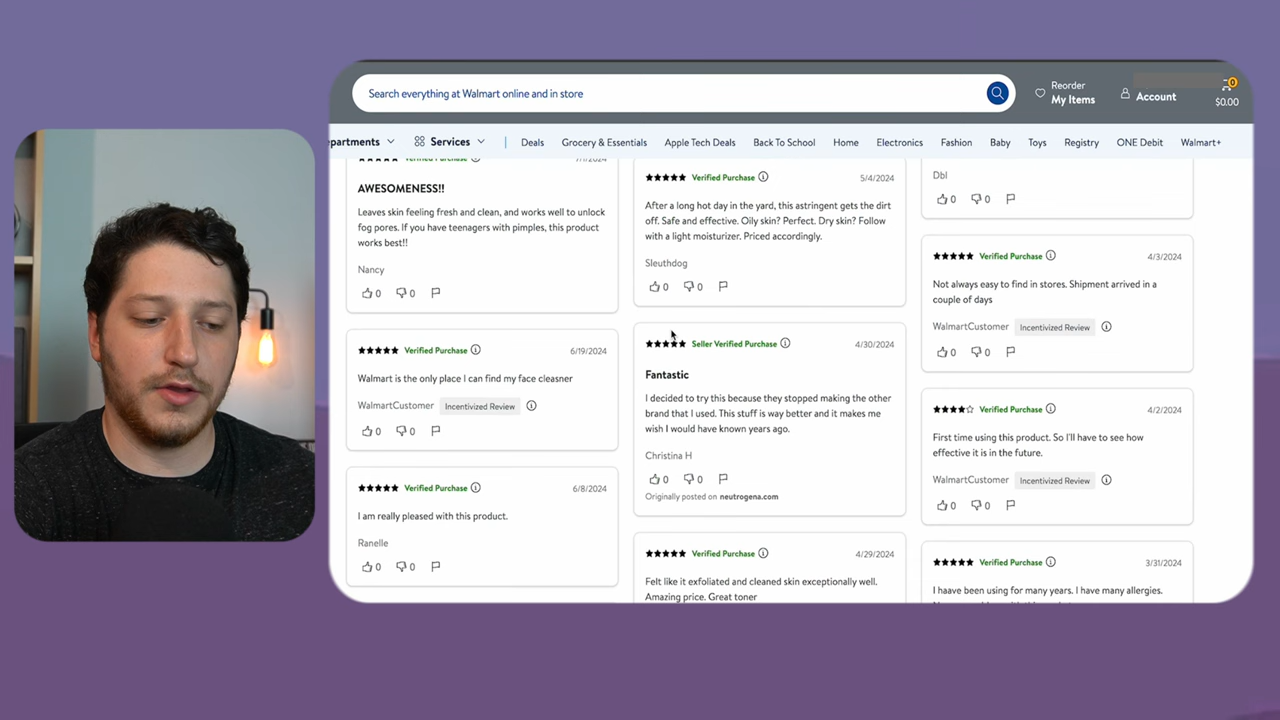 Search everything at Walmart online and in store
Reorder
My Items
Account
0
$0.00
epartments
Services
Deals
Grocery & Essentials
Apple Tech Deals
Back To School
Home
Electronics
Fashion
Baby
Toys
Registry
ONE Debit
Walmart+
Verified Purchase
7/1/2024
AWESOMENESS!!
Leaves skin feeling fresh and clean, and works well to unlock
fog pores. If you have teenagers with pimples, this product
works best!!
Nancy
0 0
Verified Purchase
6/19/2024
Walmart is the only place I can find my face cleasner
WalmartCustomer Incentivized Review
0 0
Verified Purchase
6/8/2024
I am really pleased with this product.
Ranelle
0 0
Verified Purchase
5/4/2024
After a long hot day in the yard, this astringent gets the dirt
off. Safe and effective. Oily skin? Perfect. Dry skin? Follow
with a light moisturizer. Priced accordingly.
Sleuthdog
0 0
Seller Verified Purchase
4/30/2024
Fantastic
I decided to try this because they stopped making the other
brand that I used. This stuff is way better and it makes me
wish I would have known years ago.
Christina H
0 0
Originally posted on neutrogena.com
Verified Purchase
4/29/2024
Felt like it exfoliated and cleaned skin exceptionally well.
Amazing price. Great toner
Dbl
0 0
Verified Purchase
4/3/2024
Not always easy to find in stores. Shipment arrived in a
couple of days
WalmartCustomer Incentivized Review
0 0
Verified Purchase
4/2/2024
First time using this product. So I'll have to see how
effective it is in the future.
WalmartCustomer Incentivized Review
0 0
Verified Purchase
3/31/2024
I haave been using for many years. I have many allergies.